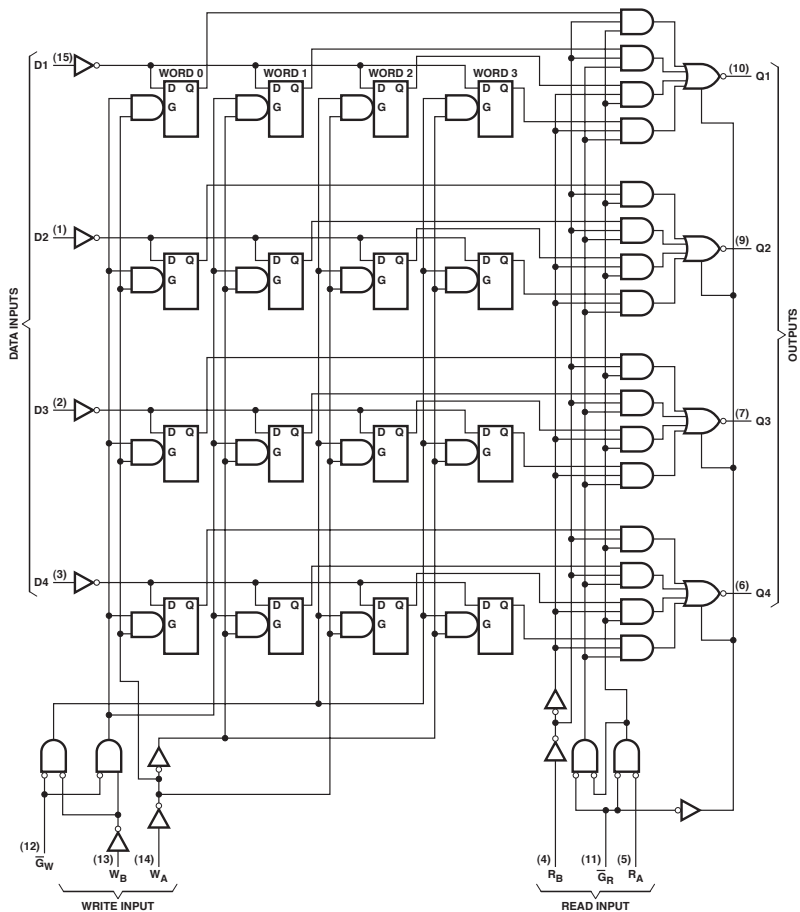 (10) Q1
D1 (15)
WORD 0 WORD 1 WORD 2 WORD 3
D Q D Q D Q D Q
G G G G
D2 (1)
(9) Q2
D Q D Q D Q D Q
G G G G
DATA INPUTS
OUTPUTS
D3 (2)
(7) Q3
D Q D Q D Q D Q
G G G G
D4 (3)
(6) Q4
D Q D Q D Q D Q
G G G G
(12) (13) (14) (4) (11) (5)
G̅W WB WA RB G̅R RA
WRITE INPUT READ INPUT